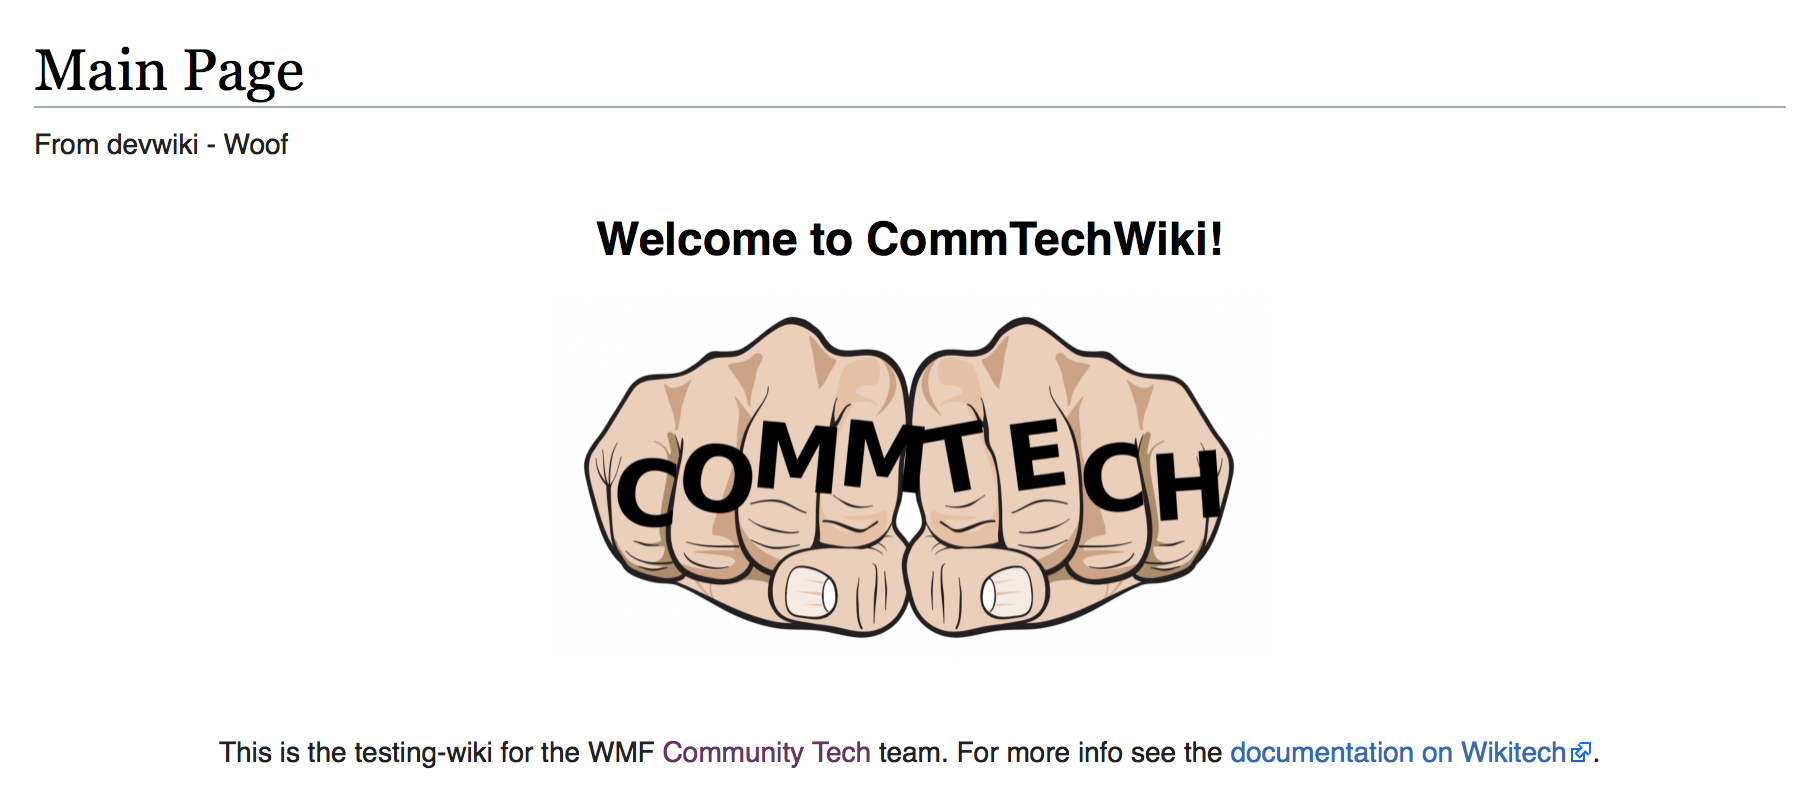 Main Page
From devwiki - Woof
Welcome to CommTechWiki!
COMMTECH
This is the testing-wiki for the WMF Community Tech team. For more info see the documentation on Wikitech.